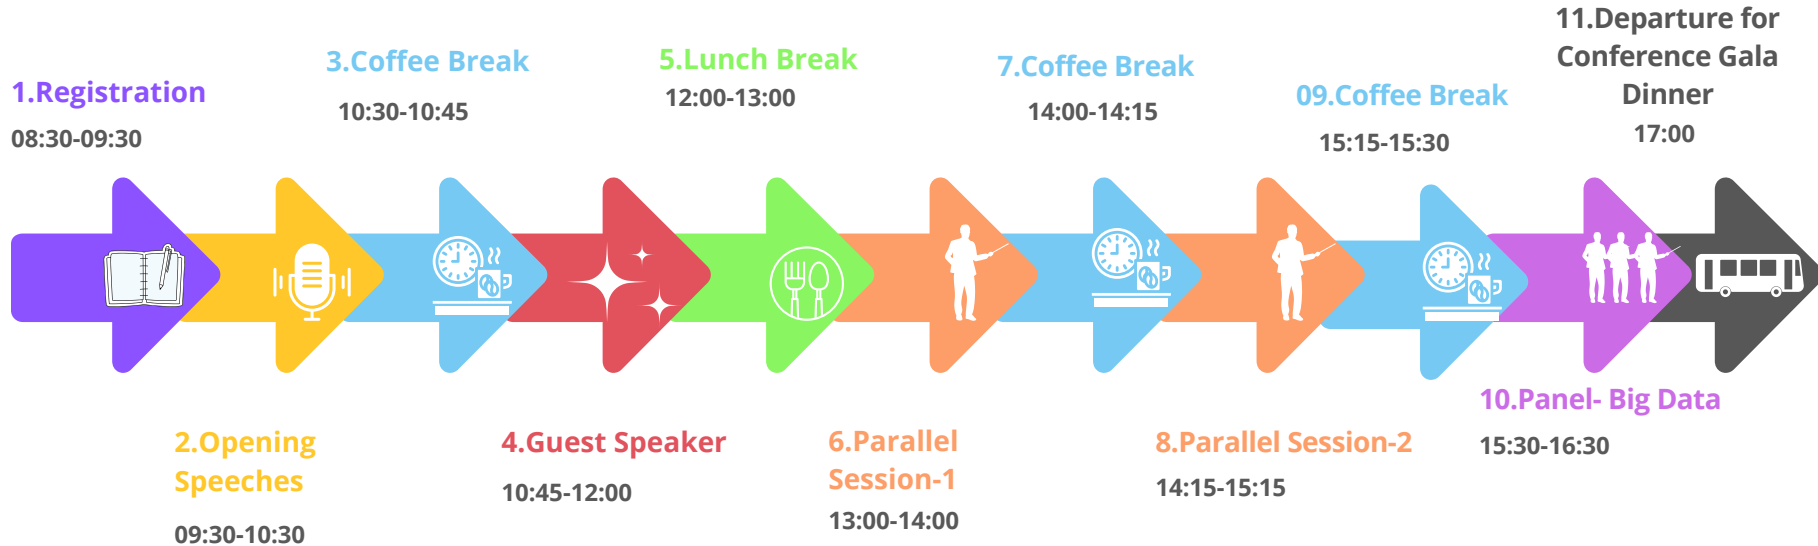 1.Registration
08:30-09:30
2.Opening
Speeches
09:30-10:30
3.Coffee Break
10:30-10:45
4.Guest Speaker
10:45-12:00
5.Lunch Break
12:00-13:00
6.Parallel
Session-1
13:00-14:00
7.Coffee Break
14:00-14:15
8.Parallel Session-2
14:15-15:15
09.Coffee Break
15:15-15:30
10.Panel- Big Data
15:30-16:30
11.Departure for
Conference Gala
Dinner
17:00